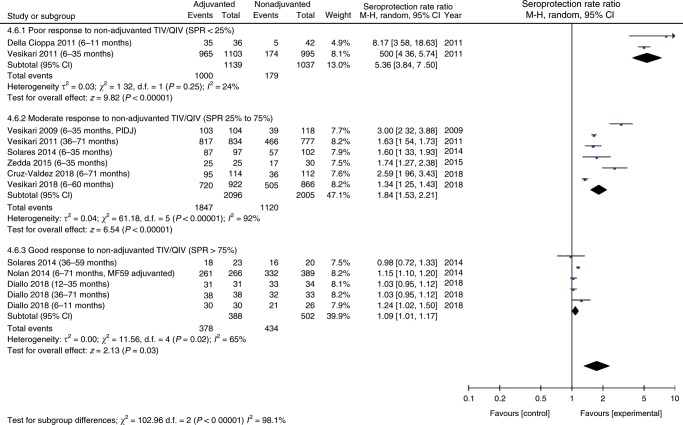 Adjuvanted Nonadjuvanted Seroprotection rate ratio Seroprotection rate ratio
Study or subgroup Events Total Events Total Weight M-H, random, 95% CI Year M-H, random, 95% CI
4.6.1 Poor response to non-adjuvanted TIV/QIV (SPR < 25%)
Della Cioppa 2011 (6–11 months) 35 36 5 42 4.9% 8.17 [3 58, 18.63] 2011
Vesikari 2011 (6–35 months) 965 1103 174 995 8.1% 500 [4 36, 5.74] 2011
Subtotal (95% CI) 1139 1037 13.0% 5.36 [3.84, 7 .50]
Total events 1000 179
Heterogeneity τ² = 0.03; χ² = 1 32, d.f. = 1 (P = 0.25); I² = 24%
Test for overall effect: z = 9.82 (P < 0.00001)
4.6.2 Moderate response to non-adjuvanted TIV/QIV (SPR 25% to 75%)
Vesikari 2009 (6–35 months, PIDJ) 103 104 39 118 7.7% 3.00 [2 32, 3.88] 2009
Vesikari 2011 (36–71 months) 817 834 466 777 8.9% 1.63 [1 54, 1.73] 2011
Solares 2014 (6–35 months) 87 97 57 102 8.4% 1.60 [1 33, 1.93] 2014
Zedda 2015 (6–35 months) 25 25 17 30 7.5% 1.74 [1.27, 2.38] 2015
Cruz-Valdez 2018 (6–71 months) 95 114 36 112 7.5% 2.59 [1 96, 3.43] 2018
Vesikari 2018 (6–60 months) 720 922 505 866 8.8% 1.34 [1.25, 1.43] 2018
Subtotal (95% CI) 2096 2005 47.1% 1.84 [1.53, 2.21]
Total events 1847 1120
Heterogeneity: τ² = 0.04; χ² = 61.18, d.f. = 5 (P < 0.00001); I² = 92%
Test for overall effect: z = 6.54 (P < 0.00001)
4.6.3 Good response to non-adjuvanted TIV/QIV (SPR > 75%)
Solares 2014 (36–59 months) 18 23 16 20 7.5% 0.98 [0.72, 1.33] 2014
Nolan 2014 (6–71 months, MF59 adjuvanted) 261 266 332 389 8.2% 1.15 [1.10, 1.20] 2014
Diallo 2018 (12–35 months) 31 31 33 34 8.4% 1.03 [0.95, 1.12] 2018
Diallo 2018 (36–71 months) 38 38 32 33 8.4% 1.03 [0.95, 1.12] 2018
Diallo 2018 (6–11 months) 30 30 21 26 8.2% 1.24 [1.02, 1.50] 2018
Subtotal (95% CI) 388 502 39.9% 1.09 [1.01, 1.17]
Total events 378 434
Heterogeneity: τ² = 0.00; χ² = 11.56, d.f. = 4 (P = 0.02); I² = 65%
Test for overall effect: z = 2.13 (P = 0.03)
0.1 0.2 0.5 1 2 5 10
Favours [control] Favours [experimental]
Test for subgroup differences; χ² = 102.96 d.f. = 2 (P < 0 00001) I² = 98.1%